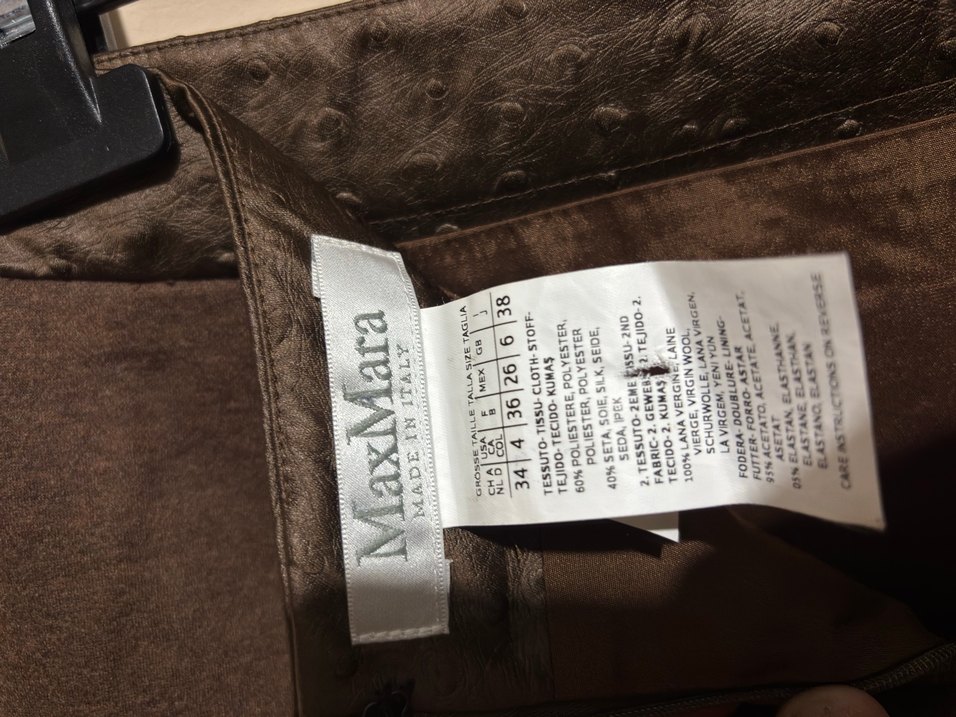 MaxMara
MADE IN ITALY
GROSSE TAILLE TALLA SIZE TAGLIA
CH A USA F MEX GB I
NL D CA B
COL
34 4 36 26 6 38
TESSUTO- TISSU- CLOTH- STOFF-
TEJIDO- TECIDO- KUMAŞ
60% POLIESTERE, POLYESTER,
POLIESTER, POLYESTER
40% SETA, SOIE, SILK, SEIDE,
SEDA, IPEK
2. TESSUTO- 2EME TISSU- 2ND
FABRIC- 2. GEWEBE- 2. TEJIDO- 2.
TECIDO- 2. KUMAŞ
100% LANA VERGINE, LAINE
VIERGE, VIRGIN WOOL,
SCHURWOLLE, LANA VIRGEN,
LA VIRGEM, YENI YUN
FODERA- DOUBLURE- LINING-
FUTTER- FORRO- ASTAR
95% ACETATO, ACETATE, ACETAT,
ASETAT
05% ELASTAN, ELASTHANNE,
ELASTANE, ELASTHAN,
ELASTANO, ELASTAN
CARE INSTRUCTIONS ON REVERSE